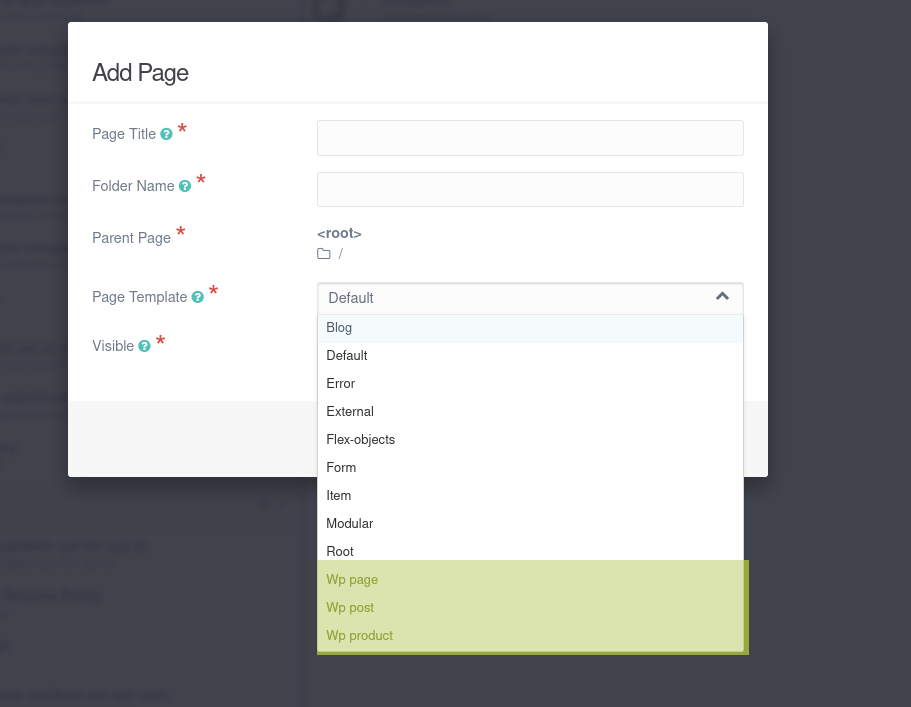 Add Page
Page Title ? *
Folder Name ? *
Parent Page *
<root>
/
Page Template ? *
Default
Blog
Visible ? *
Default
Error
External
Flex-objects
Form
Item
Modular
Root
Wp page
Wp post
Wp product